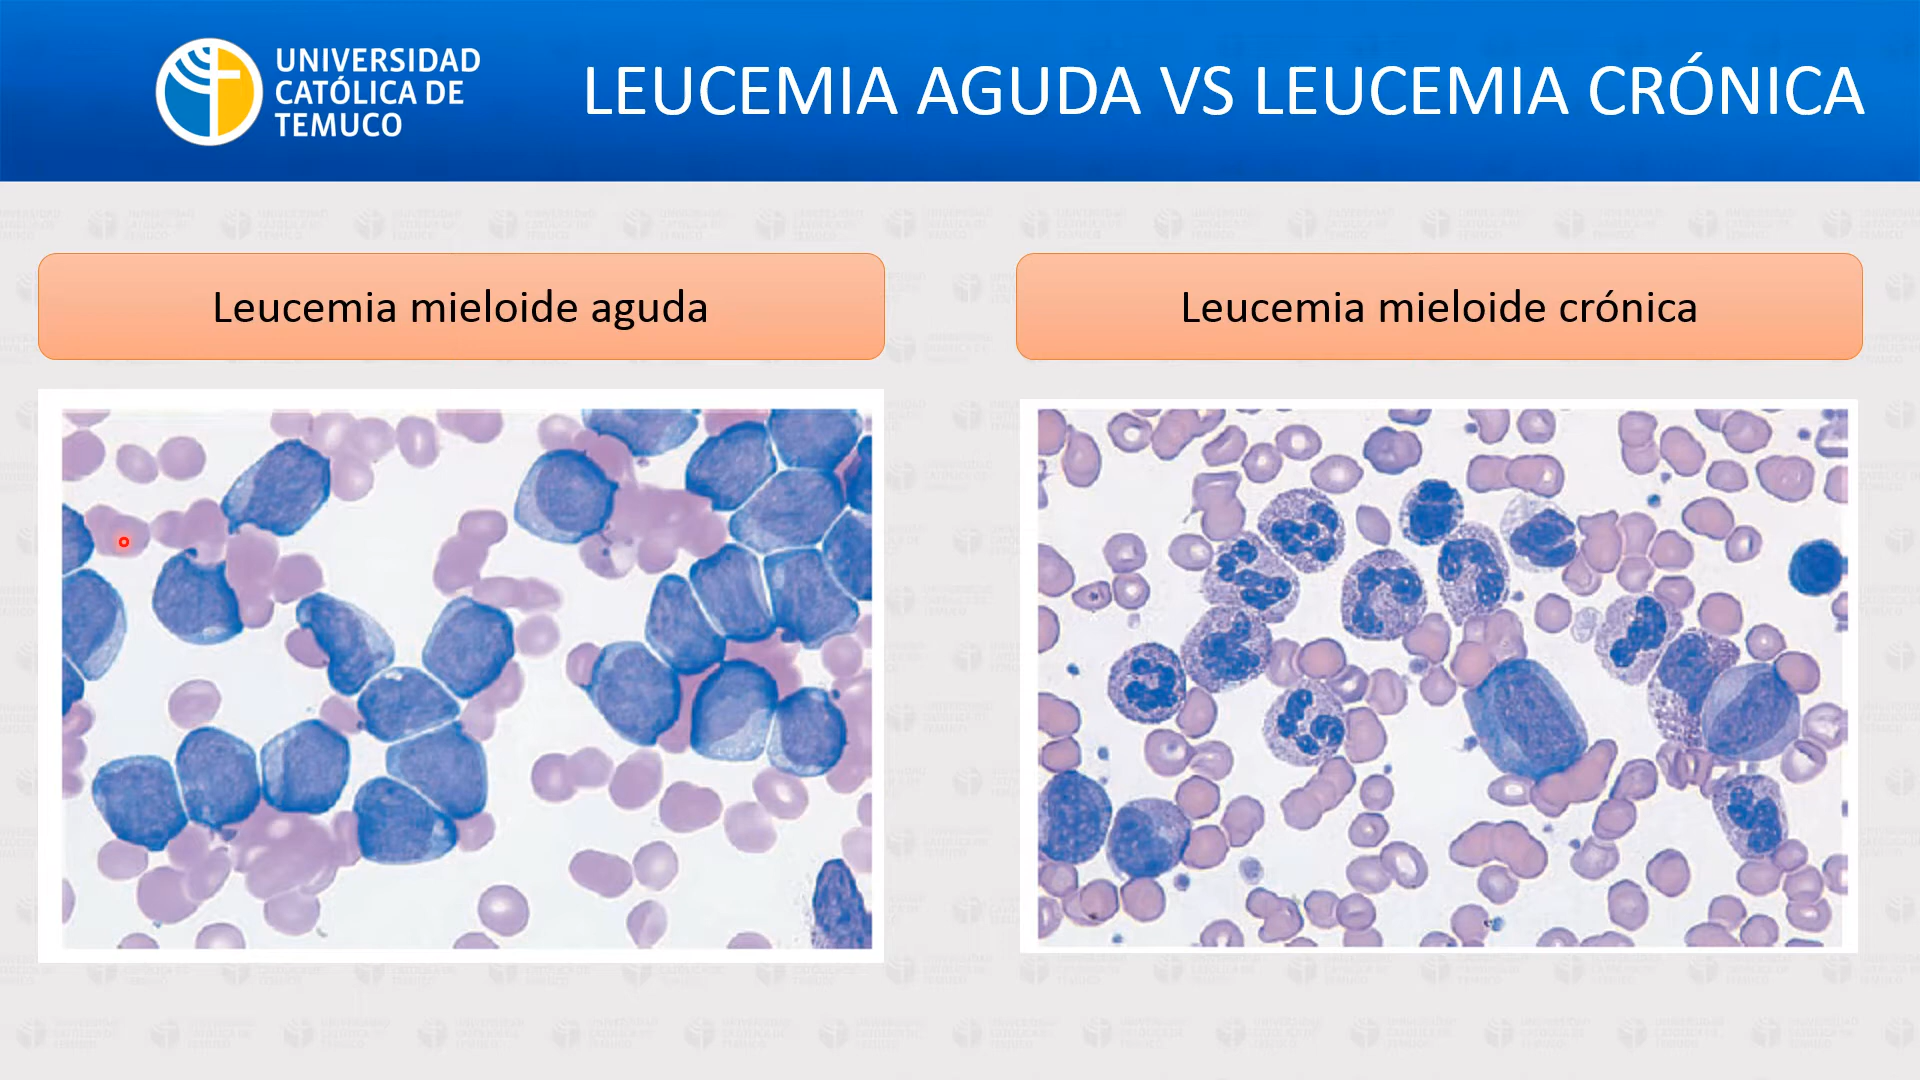 UNIVERSIDAD
CATÓLICA DE
TEMUCO
LEUCEMIA AGUDA VS LEUCEMIA CRÓNICA
Leucemia mieloide aguda
Leucemia mieloide crónica